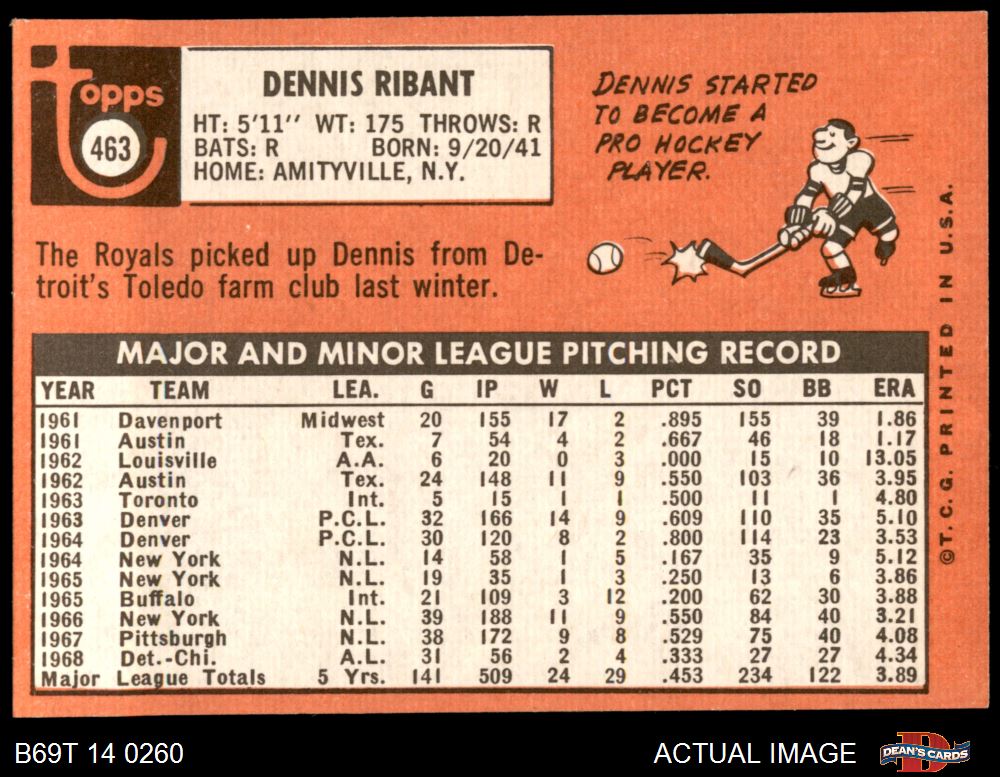 Topps
463
DENNIS RIBANT
HT: 5'11" WT: 175 THROWS: R
BATS: R BORN: 9/20/41
HOME: AMITYVILLE, N.Y.
DENNIS STARTED
TO BECOME A
PRO HOCKEY
PLAYER.
The Royals picked up Dennis from De-
troit's Toledo farm club last winter.
MAJOR AND MINOR LEAGUE PITCHING RECORD
YEAR TEAM LEA. G IP W L PCT SO BB ERA
1961 Davenport Midwest 20 155 17 2 .895 155 39 1.86
1961 Austin Tex. 7 54 4 2 .667 46 18 1.17
1962 Louisville A.A. 6 20 0 3 .000 15 10 13.05
1962 Austin Tex. 24 148 11 9 .550 103 36 3.95
1963 Toronto Int. 5 15 1 1 .500 11 1 4.80
1963 Denver P.C.L. 32 166 14 9 .609 110 35 5.10
1964 Denver P.C.L. 30 120 8 2 .800 114 23 3.53
1964 New York N.L. 14 58 1 5 .167 35 9 5.12
1965 New York N.L. 19 35 1 3 .250 13 6 3.86
1965 Buffalo Int. 21 109 3 12 .200 62 30 3.88
1966 New York N.L. 39 188 11 9 .550 84 40 3.21
1967 Pittsburgh N.L. 38 172 9 8 .529 75 40 4.08
1968 Det.-Chi. A.L. 31 56 2 4 .333 27 27 4.34
Major League Totals 5 Yrs. 141 509 24 29 .453 234 122 3.89
©T.C.G. PRINTED IN U.S.A.
B69T 14 0260
ACTUAL IMAGE
DEAN'S CARDS